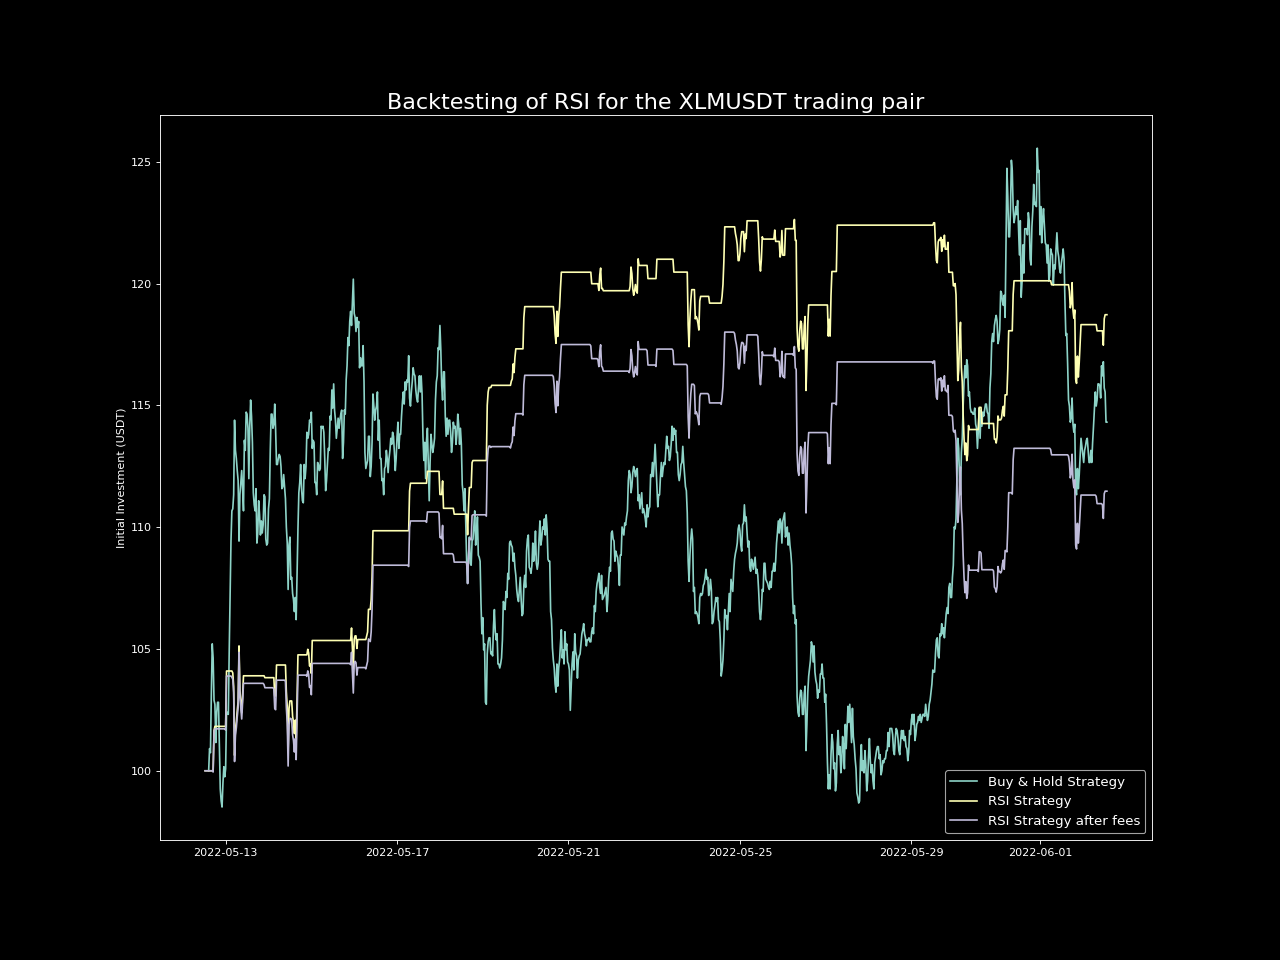 Backtesting of RSI for the XLMUSDT trading pair
Initial Investment (USDT)
125
120
115
110
105
100
2022-05-13
2022-05-17
2022-05-21
2022-05-25
2022-05-29
2022-06-01
Buy & Hold Strategy
RSI Strategy
RSI Strategy after fees